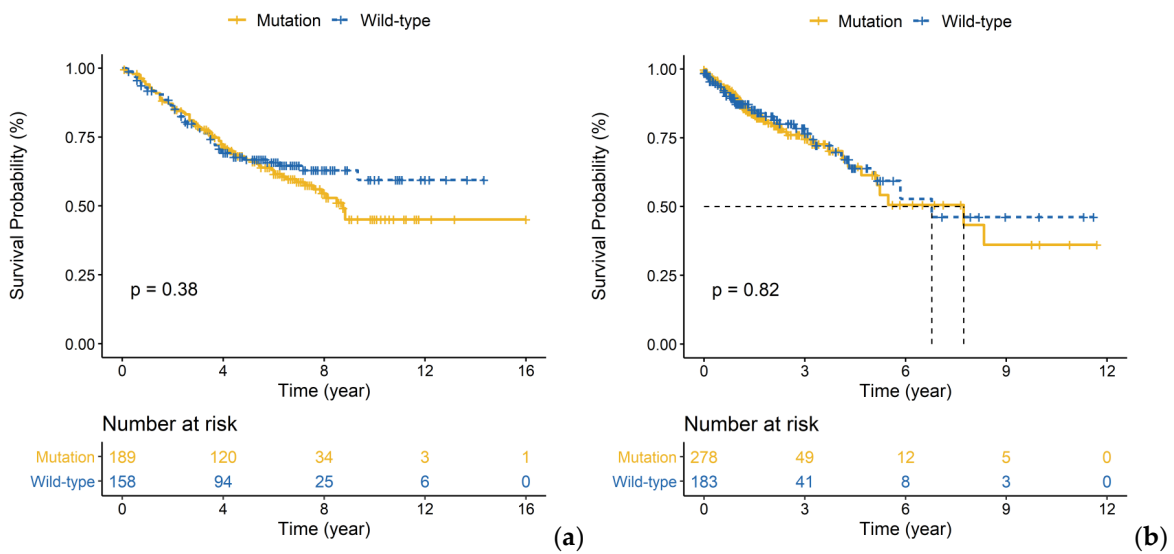 Mutation Wild-type
Survival Probability (%)
1.00
0.75
0.50
0.25
0.00
p = 0.38
0 4 8 12 16
Time (year)
Number at risk
Mutation 189 120 34 3 1
Wild-type 158 94 25 6 0
0 4 8 12 16
Time (year)
(a)
Mutation Wild-type
Survival Probability (%)
1.00
0.75
0.50
0.25
0.00
p = 0.82
0 3 6 9 12
Time (year)
Number at risk
Mutation 278 49 12 5 0
Wild-type 183 41 8 3 0
0 3 6 9 12
Time (year)
(b)